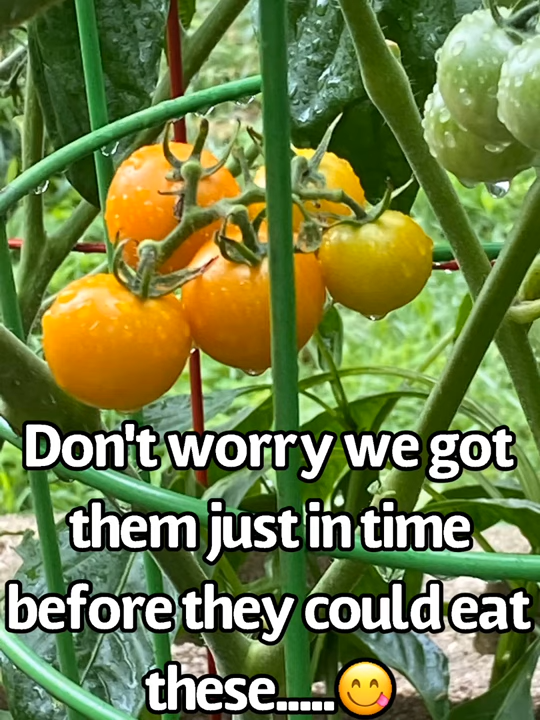 Don't worry we got
them just in time
before they could eat
these.....😋